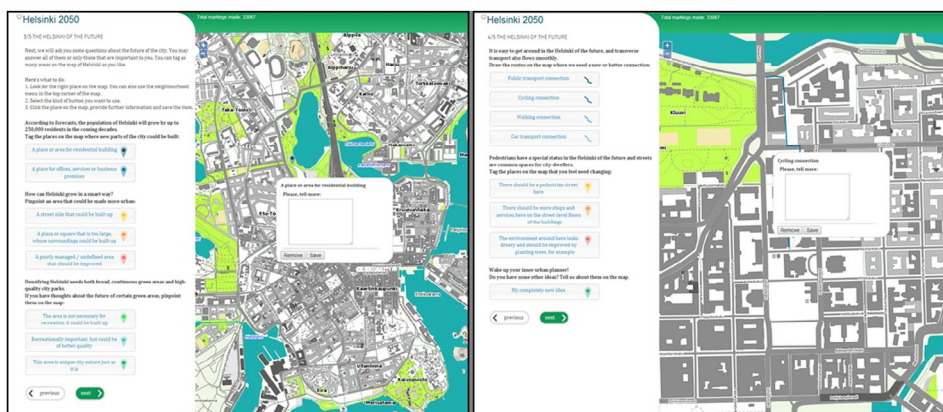 Helsinki 2050
Total markings made: 33067
3/5 THE HELSINKI OF THE FUTURE
Next, we will ask you some questions about the future of the city. You may
answer all of them or only those that are important to you. You can tag as
many areas on the map of Helsinki as you like.
Here's what to do:
1. Look for the right place on the map. You can also use the neighbourhood
menu in the top corner of the map.
2. Select the kind of button you want to use.
3. Click the place on the map, provide further information and save the item.
According to forecasts, the population of Helsinki will grow by up to
250,000 residents in the coming decades.
Tag the places on the map where new parts of the city could be built:
A place or area for residential building
A place for offices, services or business
premises
How can Helsinki grow in a smart way?
Pinpoint an area that could be made more urban:
A street side that could be built up
A plaza or square that is too large,
whose surroundings could be built up
A poorly managed / undefined area
that should be improved
Densifying Helsinki needs both broad, continuous green areas and high-
quality city parks.
If you have thoughts about the future of certain green areas, pinpoint
them on the map:
The area is not necessary for
recreation, it could be built up
Recreationally important, but could be
of better quality
This area is unique city nature just as
it is
previous
next
Alppila
Alppiharju
Harju
Torkkelinmäki
Kallio
Taka-Töölö
Hakaniemi
A place or area for residential building
Please, tell more:
Remove
Save
Etu-Töölö
Kruununhaka
Kaartinkaupunki
Ullanlinna
Kaivopuisto
Eira
Merisatama
Helsinki 2050
Total markings made: 33067
4/5 THE HELSINKI OF THE FUTURE
It is easy to get around in the Helsinki of the future, and transverse
transport also flows smoothly.
Draw the routes on the map where we need a new or better connection:
Public transport connection
Cycling connection
Walking connection
Car transport connection
Pedestrians have a special status in the Helsinki of the future and streets
are common spaces for city-dwellers.
Tag the places on the map that you feel need changing:
There should be a pedestrian street
here
There should be more shops and
services here on the street-level floors
of the buildings
The environment around here looks
dreary and should be improved by
planting trees, for example
Wake up your inner urban planner!
Do you have some other ideas? Tell us about them on the map.
My completely new idea
previous
next
Kluuvi
Cycling connection
Please, tell more:
Remove
Save